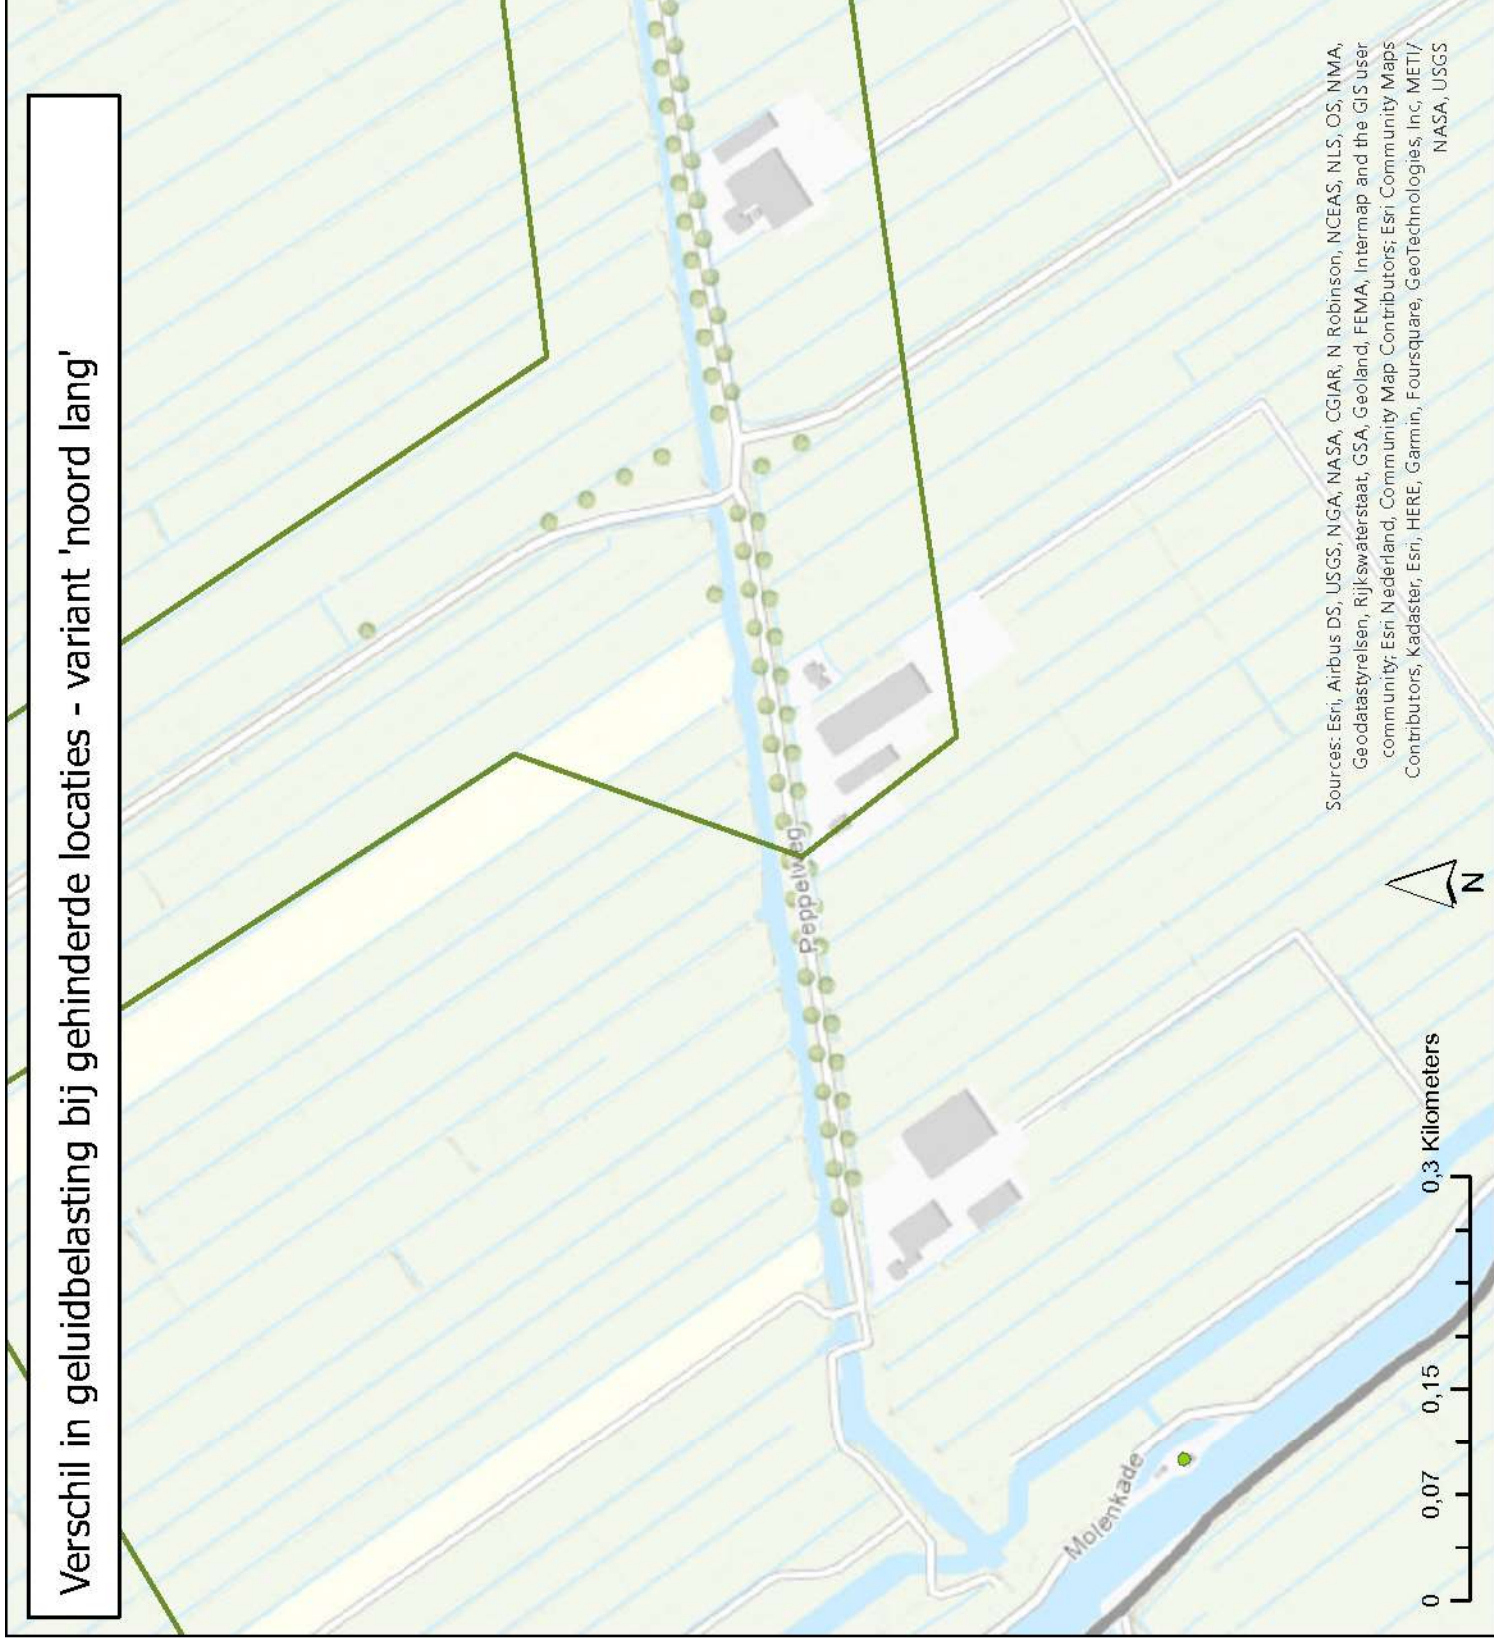 Verschil in geluidbelasting bij gehinderde locaties - variant 'noord lang'
Peppelweg
Molenkade
0 0,07 0,15 0,3 Kilometers
N
Sources: Esri, Airbus DS, USGS, NGA, NASA, CGIAR, N Robinson, NCEAS, NLS, OS, NMA,
Geodatastyrelsen, Rijkswaterstaat, GSA, Geoland, FEMA, Intermap and the GIS user
community; Esri Nederland, Community Map Contributors; Esri Community Maps
Contributors, Kadaster, Esri, HERE, Garmin, Foursquare, GeoTechnologies, Inc, METI/
NASA, USGS